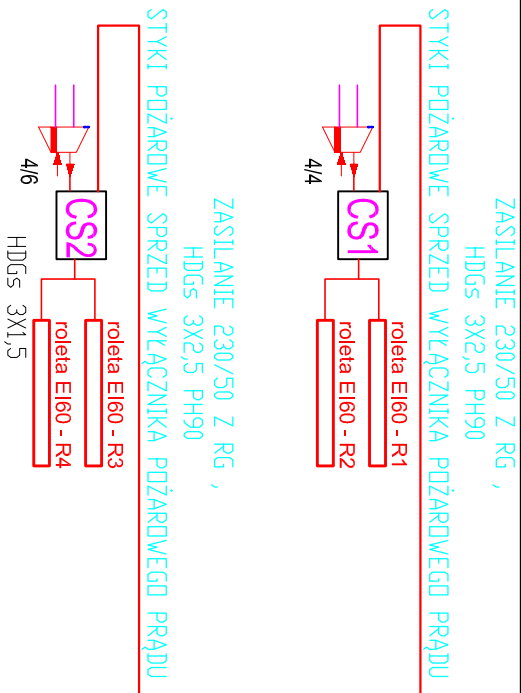 ZASILANIE 230/50 Z RG ,
HDGs 3X2,5 PH90
STYKI POŻAROWE SPRZED WYŁĄCZNIKA POŻAROWEGO PRĄDU
4/4
CS1
roleta EI60 - R1
roleta EI60 - R2
ZASILANIE 230/50 Z RG ,
HDGs 3X2,5 PH90
STYKI POŻAROWE SPRZED WYŁĄCZNIKA POŻAROWEGO PRĄDU
4/6
CS2
roleta EI60 - R3
roleta EI60 - R4
HDGs 3X1,5